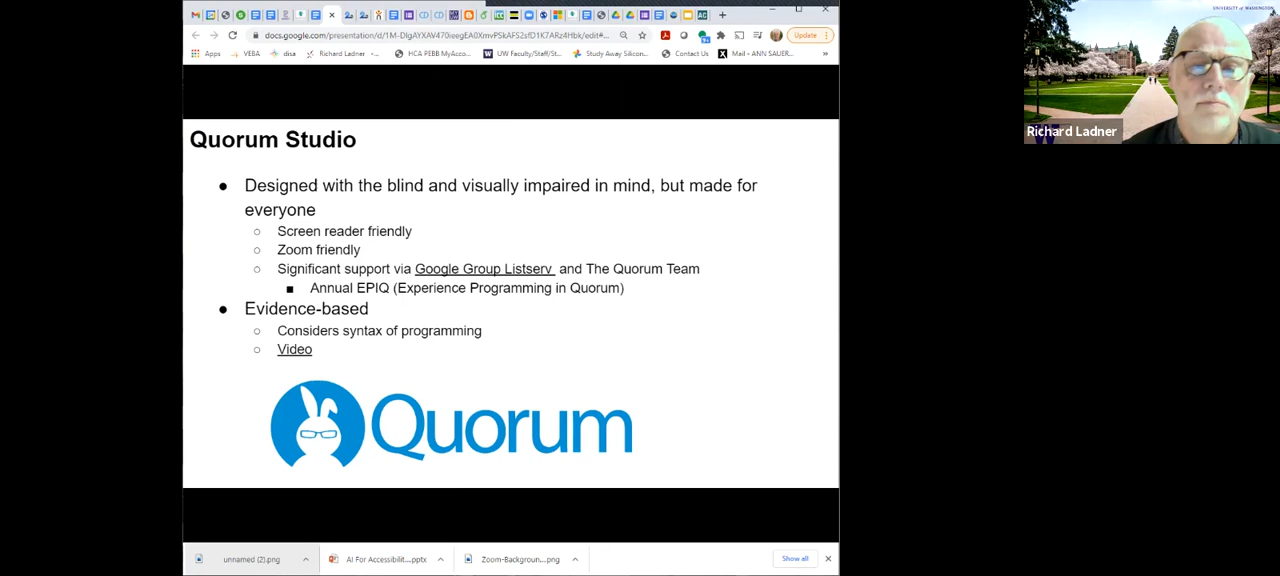 docs.google.com/presentation/d/1M-DIgAYXAV470ieegEA0XmvPSkAFS2sfD1K7ARz4Hbk/edit#...
Update
Apps VEBA disa Richard Ladner -... HCA PEBB MyAcco... UW Faculty/Staff/St... Study Away Silicon... Contact Us Mail – ANN SAUER... »
UNIVERSITY of WASHINGTON
Richard Ladner
Quorum Studio
● Designed with the blind and visually impaired in mind, but made for
everyone
○ Screen reader friendly
○ Zoom friendly
○ Significant support via Google Group Listserv and The Quorum Team
■ Annual EPIQ (Experience Programming in Quorum)
● Evidence-based
○ Considers syntax of programming
○ Video
Quorum
unnamed (2).png AI For Accessibilit....pptx Zoom-Backgroun....png Show all